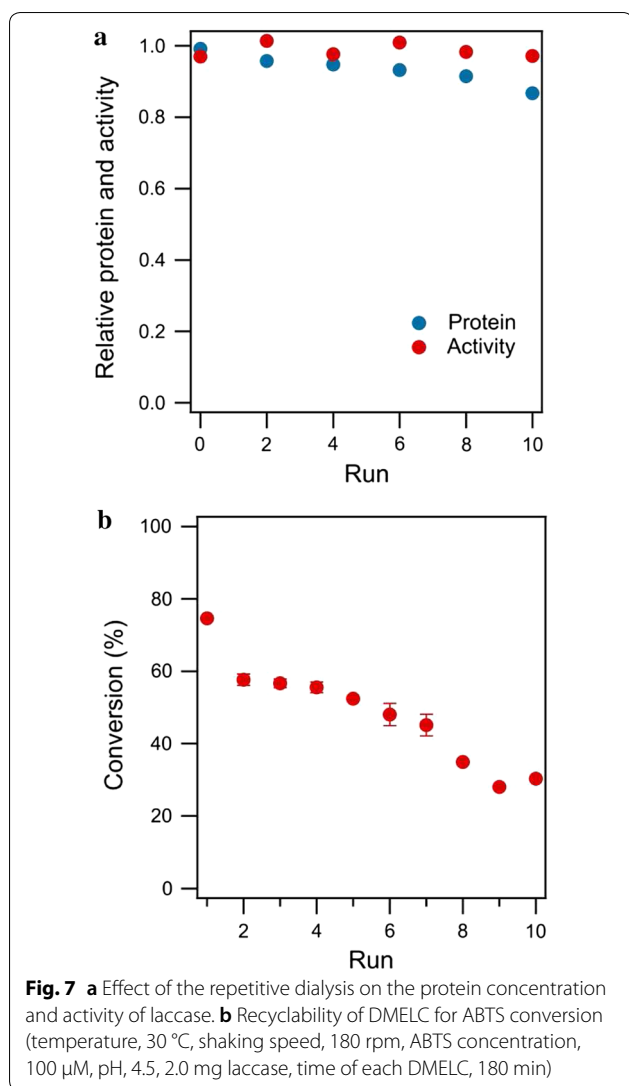 a
1.0
0.8
0.6
0.4
0.2
0.0
Relative protein and activity
Protein
Activity
0 2 4 6 8 10
Run
b
100
80
60
40
20
0
Conversion (%)
2 4 6 8 10
Run
Fig. 7 a Effect of the repetitive dialysis on the protein concentration
and activity of laccase. b Recyclability of DMELC for ABTS conversion
(temperature, 30 °C, shaking speed, 180 rpm, ABTS concentration,
100 μM, pH, 4.5, 2.0 mg laccase, time of each DMELC, 180 min)